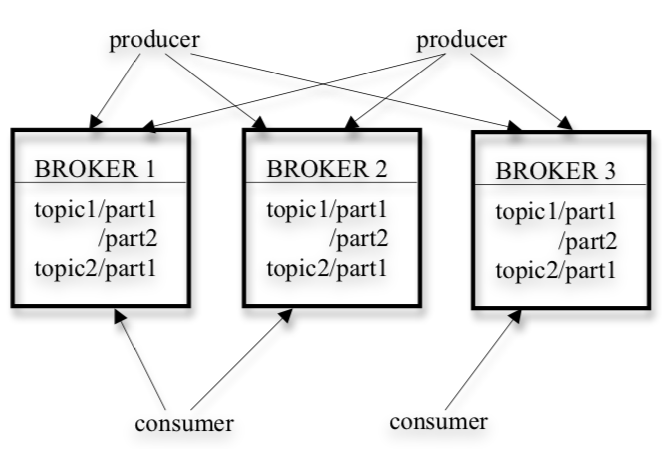 producer
producer
BROKER 1
topic1/part1
/part2
topic2/part1
BROKER 2
topic1/part1
/part2
topic2/part1
BROKER 3
topic1/part1
/part2
topic2/part1
consumer
consumer